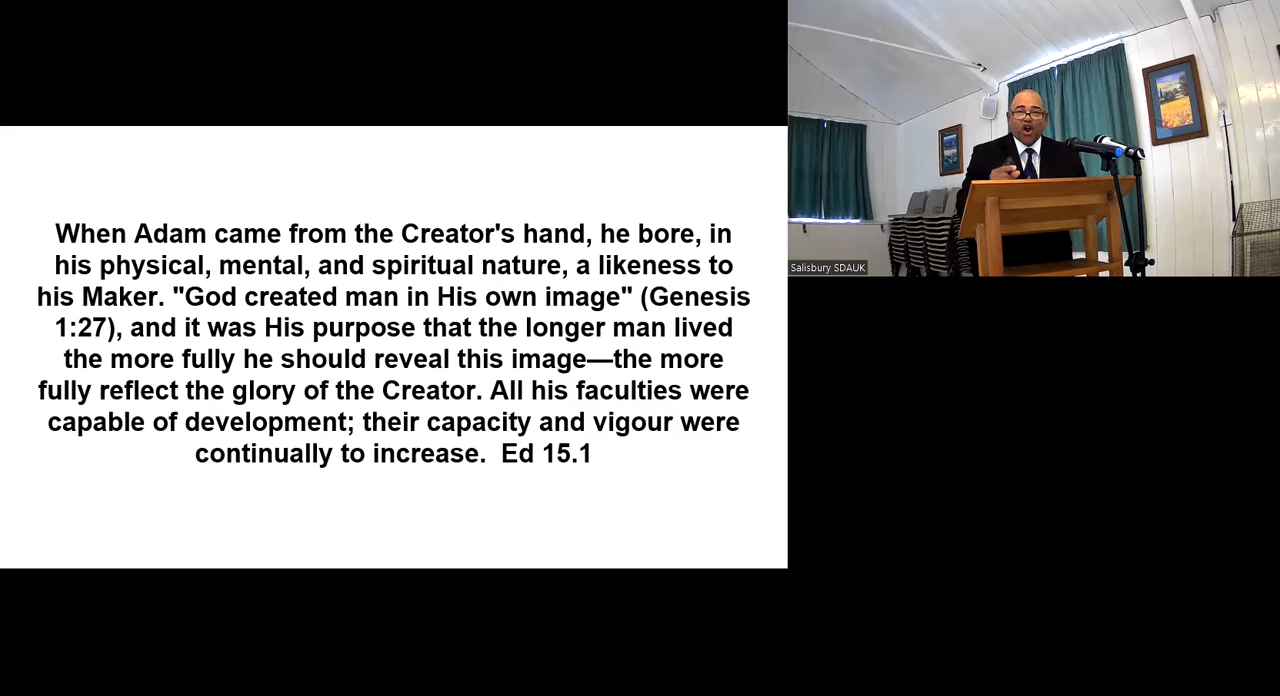 When Adam came from the Creator's hand, he bore, in
his physical, mental, and spiritual nature, a likeness to
his Maker. "God created man in His own image" (Genesis
1:27), and it was His purpose that the longer man lived
the more fully he should reveal this image—the more
fully reflect the glory of the Creator. All his faculties were
capable of development; their capacity and vigour were
continually to increase.  Ed 15.1
Salisbury SDAUK